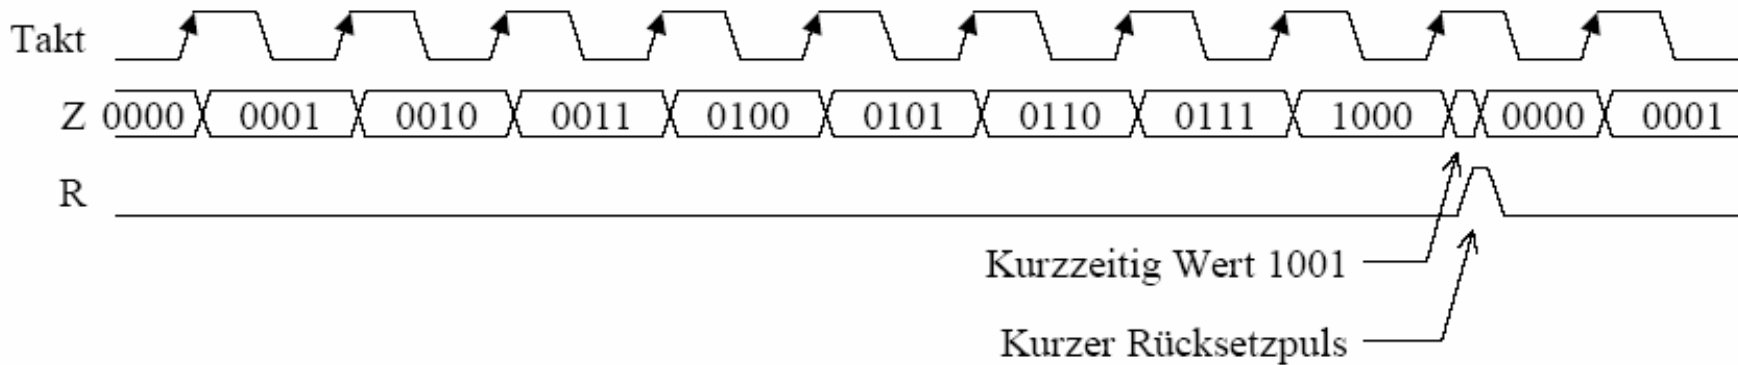 Takt
Z 0000 0001 0010 0011 0100 0101 0110 0111 1000 0000 0001
R
Kurzzeitig Wert 1001
Kurzer Rücksetzpuls